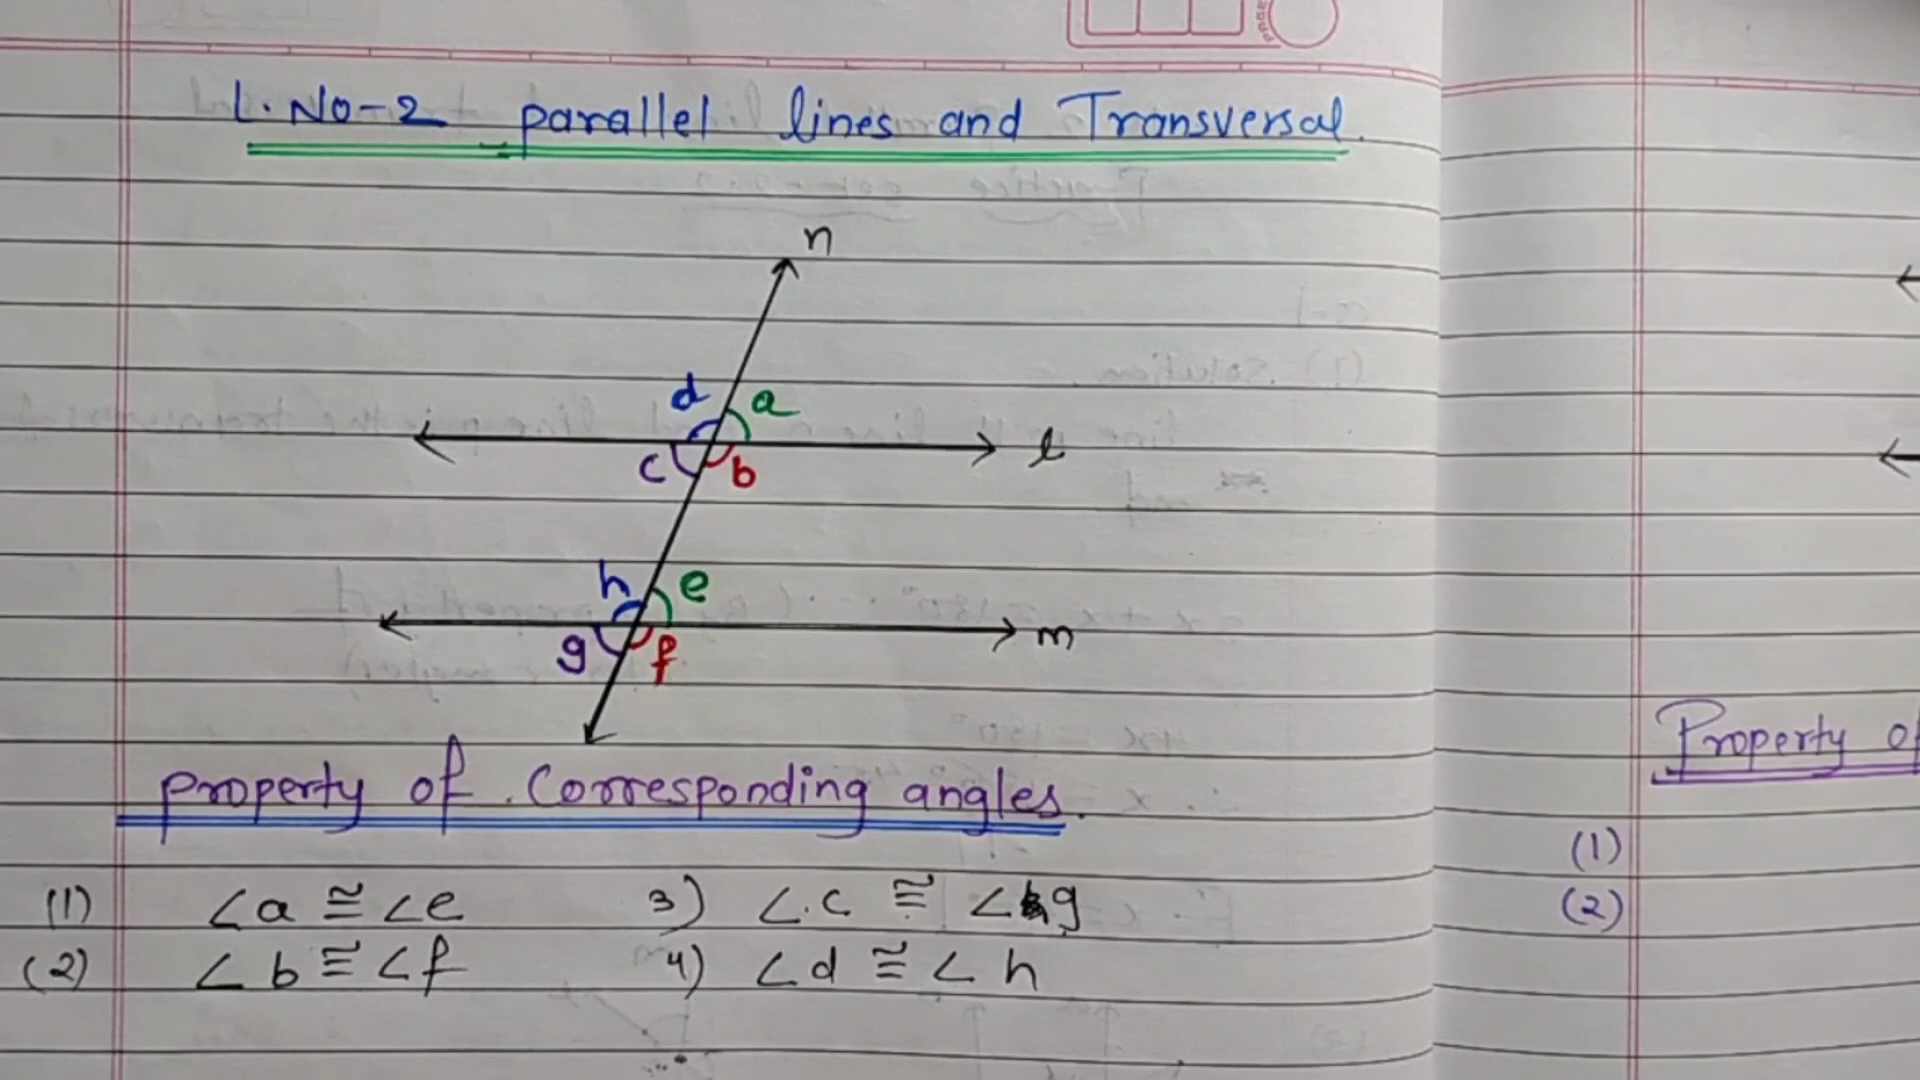 L. No-2 parallel lines and Transversal.
n
d a
l
c b
h e
m
g f
Property of
property of corresponding angles.
(1) ∠a ≅ ∠e 3) ∠.c ≅ ∠g
(2) ∠b ≅ ∠f 4) ∠d ≅ ∠h
(1)
(2)